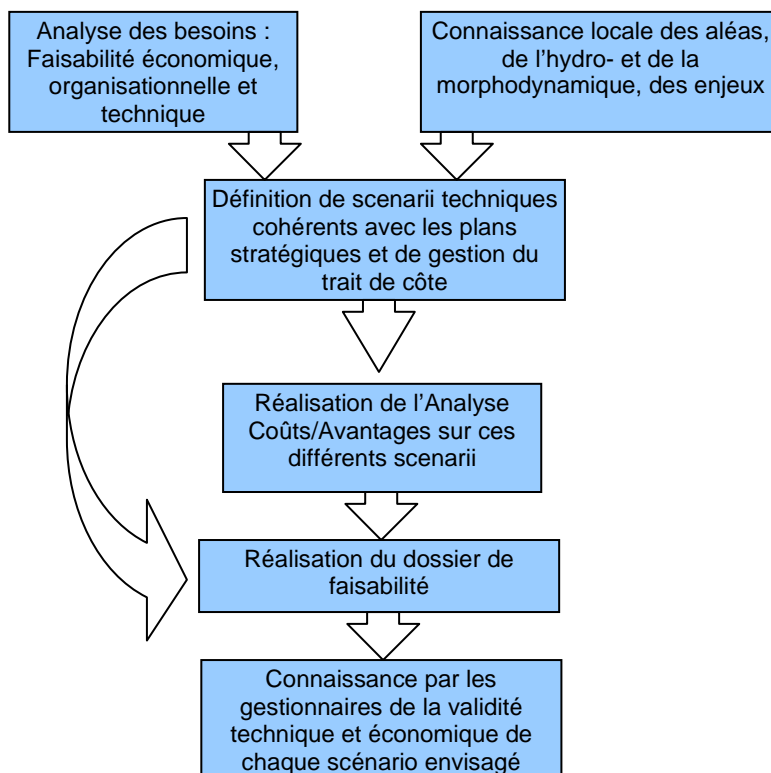 Analyse des besoins :
Faisabilité économique,
organisationnelle et
technique
Connaissance locale des aléas,
de l’hydro- et de la
morphodynamique, des enjeux
Définition de scenarii techniques
cohérents avec les plans
stratégiques et de gestion du
trait de côte
Réalisation de l’Analyse
Coûts/Avantages sur ces
différents scenarii
Réalisation du dossier de
faisabilité
Connaissance par les
gestionnaires de la validité
technique et économique de
chaque scénario envisagé